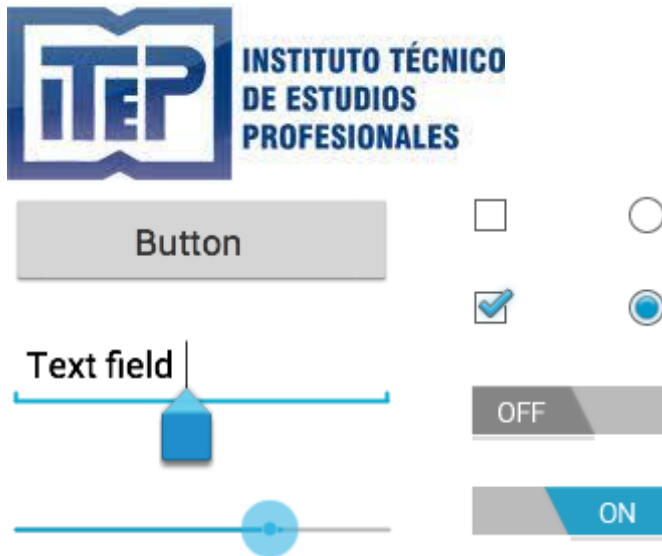 iTEP
INSTITUTO TÉCNICO
DE ESTUDIOS
PROFESIONALES
Button
Text field
OFF
ON